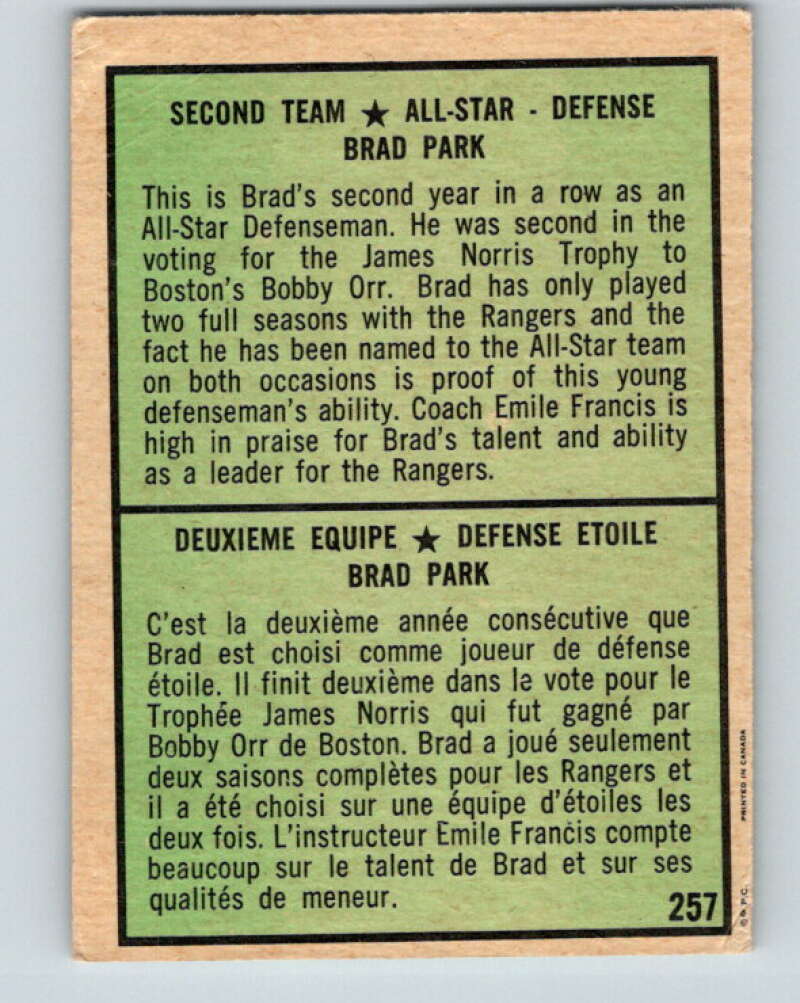 SECOND TEAM ★ ALL-STAR - DEFENSE
BRAD PARK
This is Brad's second year in a row as an
All-Star Defenseman. He was second in the
voting for the James Norris Trophy to
Boston's Bobby Orr. Brad has only played
two full seasons with the Rangers and the
fact he has been named to the All-Star team
on both occasions is proof of this young
defenseman's ability. Coach Emile Francis is
high in praise for Brad's talent and ability
as a leader for the Rangers.
DEUXIEME EQUIPE ★ DEFENSE ETOILE
BRAD PARK
C'est la deuxième année consécutive que
Brad est choisi comme joueur de défense
étoile. Il finit deuxième dans le vote pour le
Trophée James Norris qui fut gagné par
Bobby Orr de Boston. Brad a joué seulement
deux saisons complètes pour les Rangers et
il a été choisi sur une équipe d'étoiles les
deux fois. L'instructeur Emile Francis compte
beaucoup sur le talent de Brad et sur ses
qualités de meneur.
257
© O.P.C. PRINTED IN CANADA